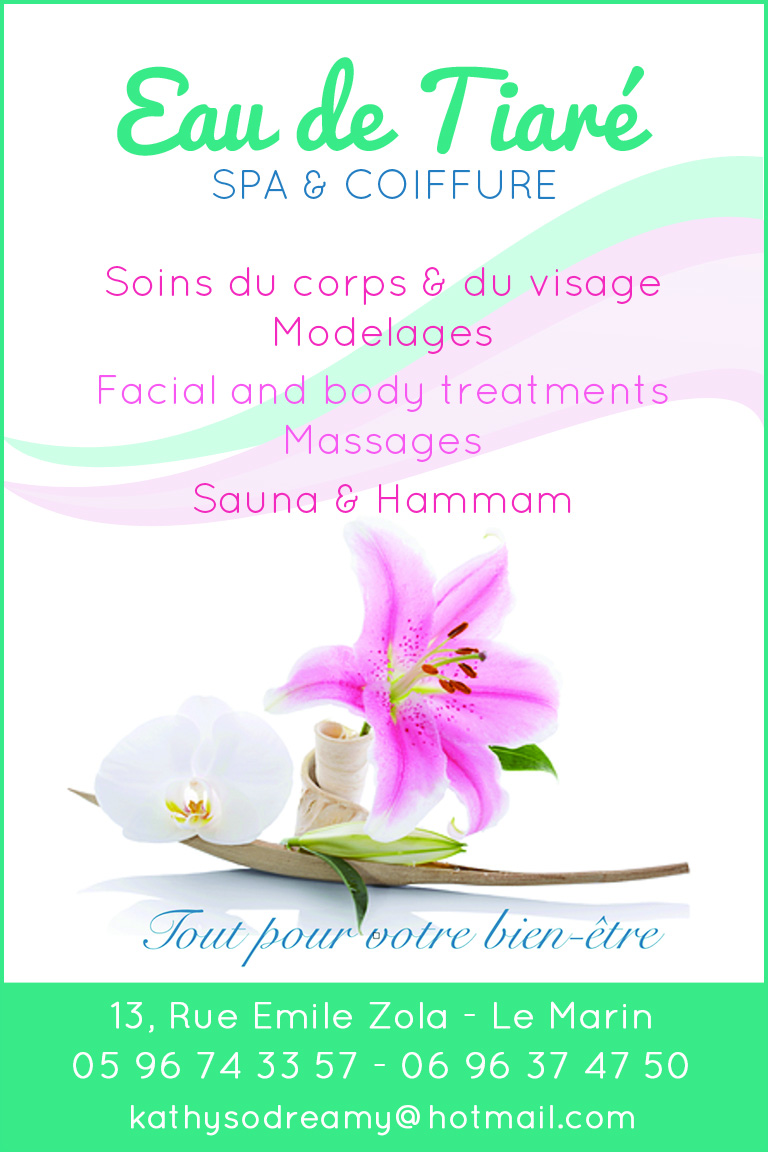 Eau de Tiaré
SPA & COIFFURE
Soins du corps & du visage
Modelages
Facial and body treatments
Massages
Sauna & Hammam
Tout pour votre bien-être
13, Rue Emile Zola - Le Marin
05 96 74 33 57 - 06 96 37 47 50
kathysodreamy@hotmail.com